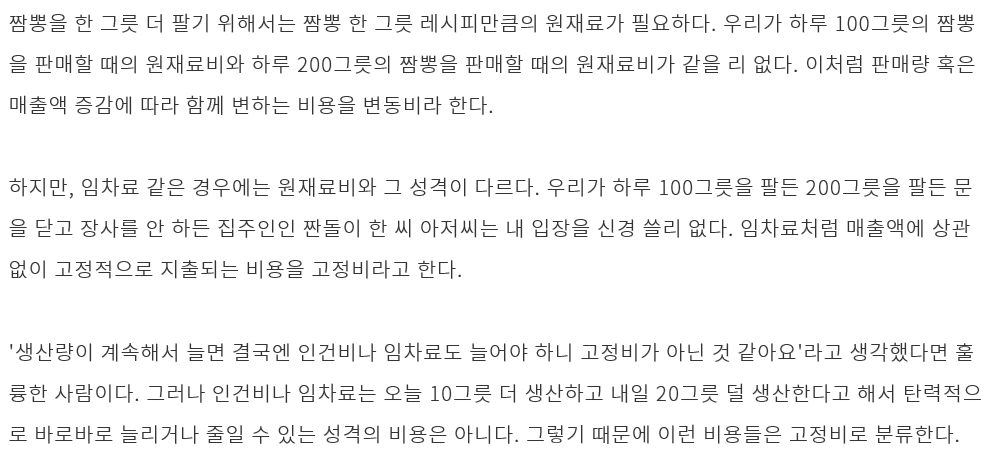 짬뽕을 한 그릇 더 팔기 위해서는 짬뽕 한 그릇 레시피만큼의 원재료가 필요하다. 우리가 하루 100그릇의 짬뽕
을 판매할 때의 원재료비와 하루 200그릇의 짬뽕을 판매할 때의 원재료비가 같을 리 없다. 이처럼 판매량 혹은
매출액 증감에 따라 함께 변하는 비용을 변동비라 한다.
하지만, 임차료 같은 경우에는 원재료비와 그 성격이 다르다. 우리가 하루 100그릇을 팔든 200그릇을 팔든 문
을 닫고 장사를 안 하든 집주인인 짠돌이 한 씨 아저씨는 내 입장을 신경 쓸리 없다. 임차료처럼 매출액에 상관
없이 고정적으로 지출되는 비용을 고정비라고 한다.
'생산량이 계속해서 늘면 결국엔 인건비나 임차료도 늘어야 하니 고정비가 아닌 것 같아요'라고 생각했다면 훌
륭한 사람이다. 그러나 인건비나 임차료는 오늘 10그릇 더 생산하고 내일 20그릇 덜 생산한다고 해서 탄력적으
로 바로바로 늘리거나 줄일 수 있는 성격의 비용은 아니다. 그렇기 때문에 이런 비용들은 고정비로 분류한다.